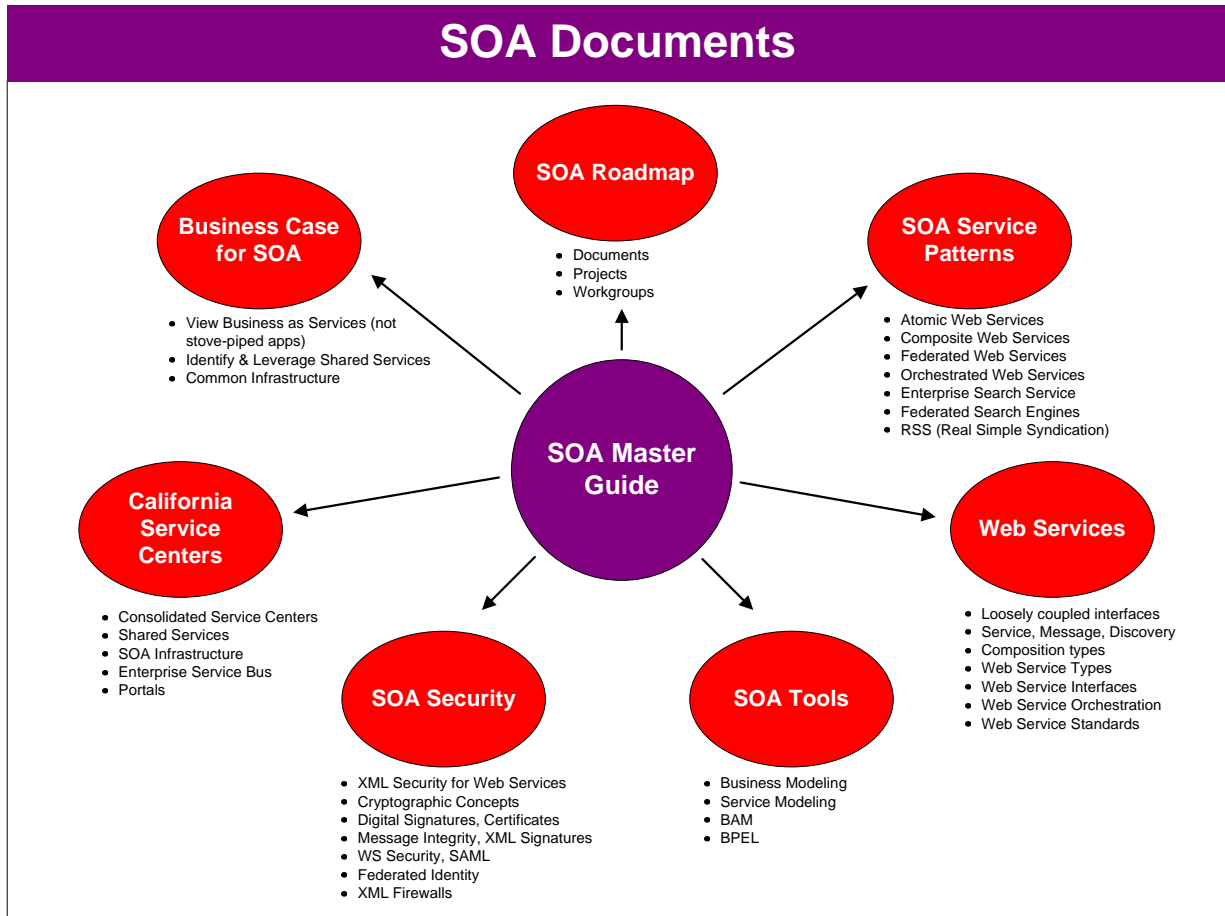 SOA Documents
SOA Roadmap
• Documents
• Projects
• Workgroups
Business Case
for SOA
• View Business as Services (not
stove-piped apps)
• Identify & Leverage Shared Services
• Common Infrastructure
SOA Service
Patterns
• Atomic Web Services
• Composite Web Services
• Federated Web Services
• Orchestrated Web Services
• Enterprise Search Service
• Federated Search Engines
• RSS (Real Simple Syndication)
SOA Master
Guide
California
Service
Centers
• Consolidated Service Centers
• Shared Services
• SOA Infrastructure
• Enterprise Service Bus
• Portals
Web Services
• Loosely coupled interfaces
• Service, Message, Discovery
• Composition types
• Web Service Types
• Web Service Interfaces
• Web Service Orchestration
• Web Service Standards
SOA Security
• XML Security for Web Services
• Cryptographic Concepts
• Digital Signatures, Certificates
• Message Integrity, XML Signatures
• WS Security, SAML
• Federated Identity
• XML Firewalls
SOA Tools
• Business Modeling
• Service Modeling
• BAM
• BPEL